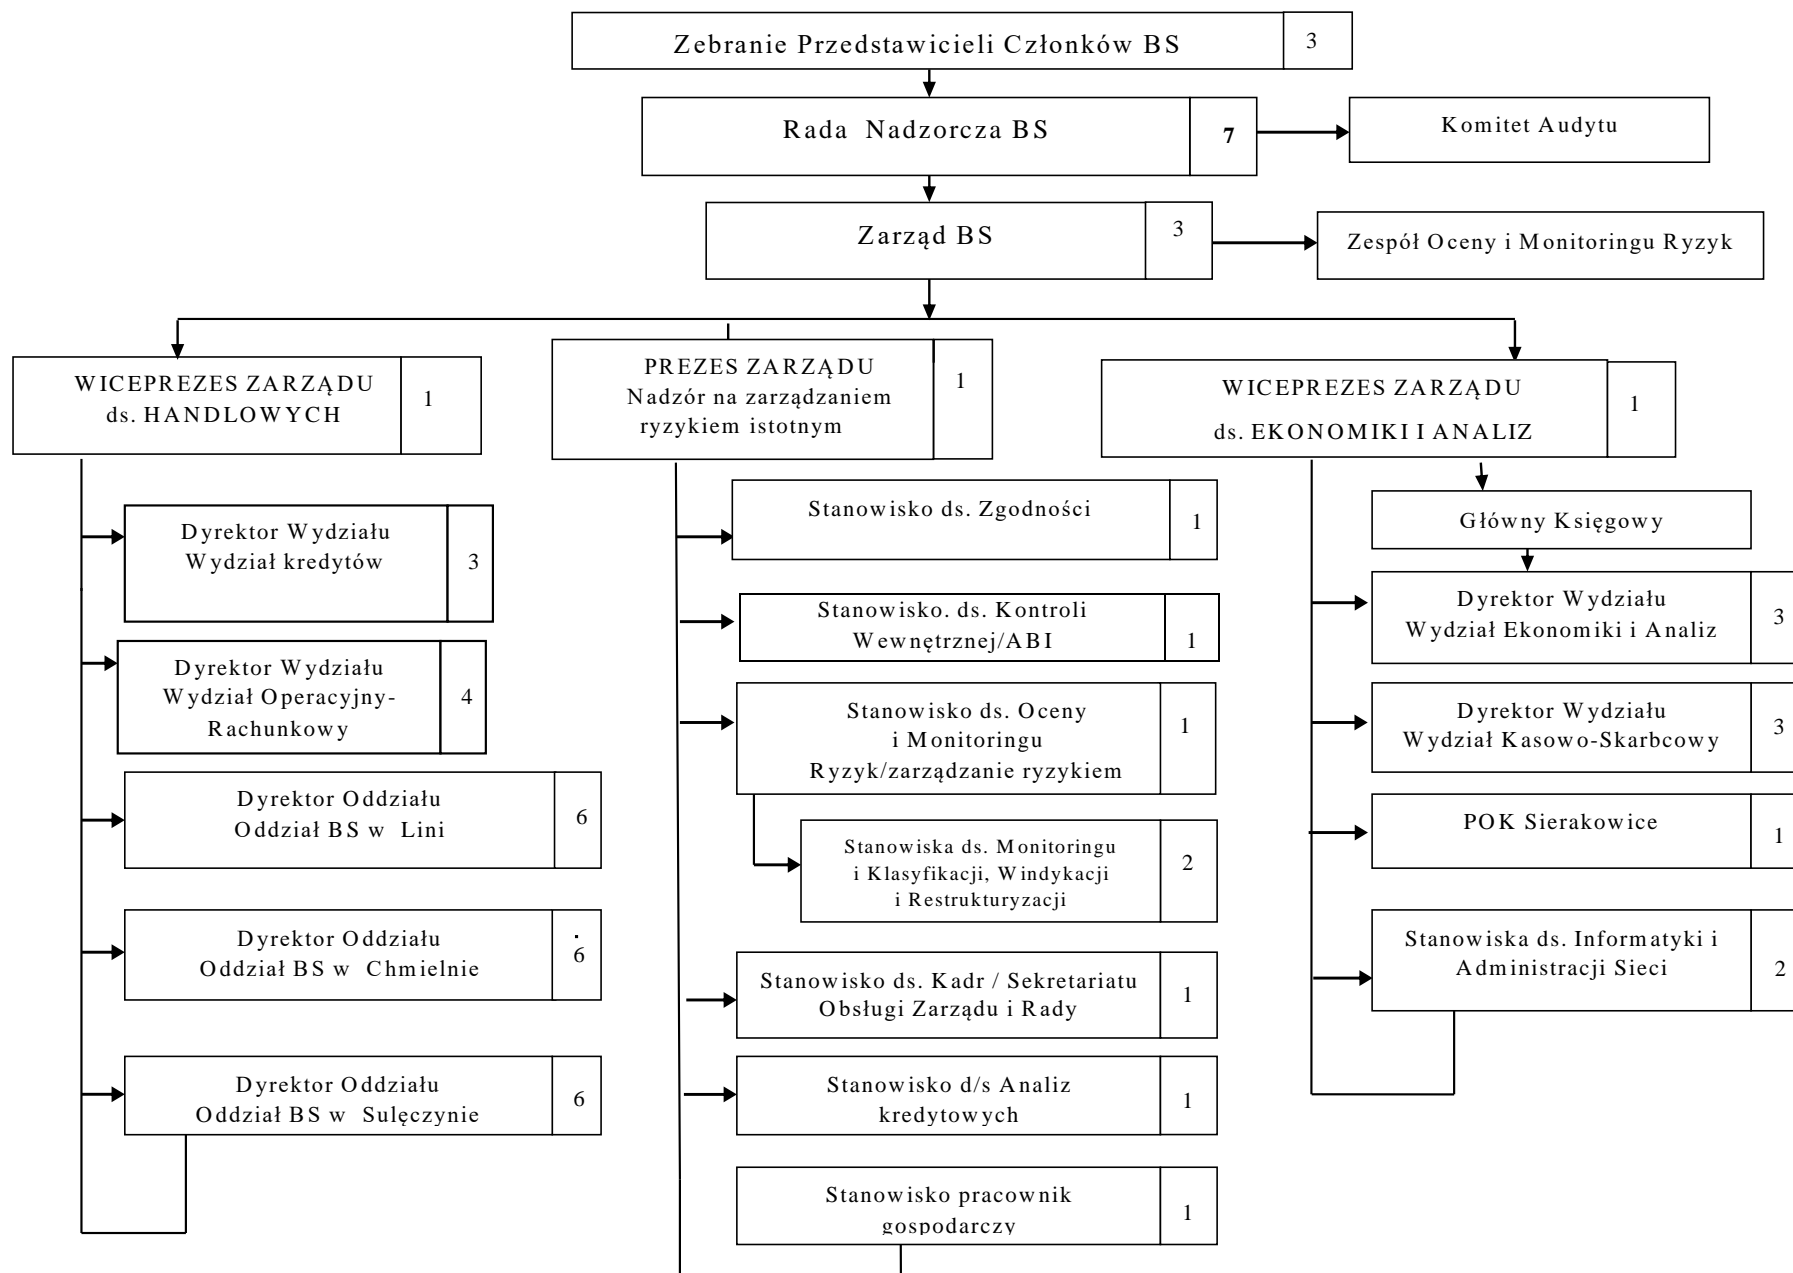 Zebranie Przedstawicieli Członków BS 3
Rada Nadzorcza BS 7
Komitet Audytu
Zarząd BS 3
Zespół Oceny i Monitoringu Ryzyk
WICEPREZES ZARZĄDU
ds. HANDLOWYCH
1
PREZES ZARZĄDU
Nadzór na zarządzaniem
ryzykiem istotnym
1
WICEPREZES ZARZĄDU
ds. EKONOMIKI I ANALIZ
1
Dyrektor Wydziału
Wydział kredytów
3
Dyrektor Wydziału
Wydział Operacyjny-
Rachunkowy
4
Dyrektor Oddziału
Oddział BS w Lini
6
Dyrektor Oddziału
Oddział BS w Chmielnie
.
6
Dyrektor Oddziału
Oddział BS w Sulęczynie
6
Stanowisko ds. Zgodności
1
Stanowisko. ds. Kontroli
Wewnętrznej/ABI
1
Stanowisko ds. Oceny
i Monitoringu
Ryzyk/zarządzanie ryzykiem
1
Stanowiska ds. Monitoringu
i Klasyfikacji, Windykacji
i Restrukturyzacji
2
Stanowisko ds. Kadr / Sekretariatu
Obsługi Zarządu i Rady
1
Stanowisko d/s Analiz
kredytowych
1
Stanowisko pracownik
gospodarczy
1
Główny Księgowy
Dyrektor Wydziału
Wydział Ekonomiki i Analiz
3
Dyrektor Wydziału
Wydział Kasowo-Skarbcowy
3
POK Sierakowice
1
Stanowiska ds. Informatyki i
Administracji Sieci
2